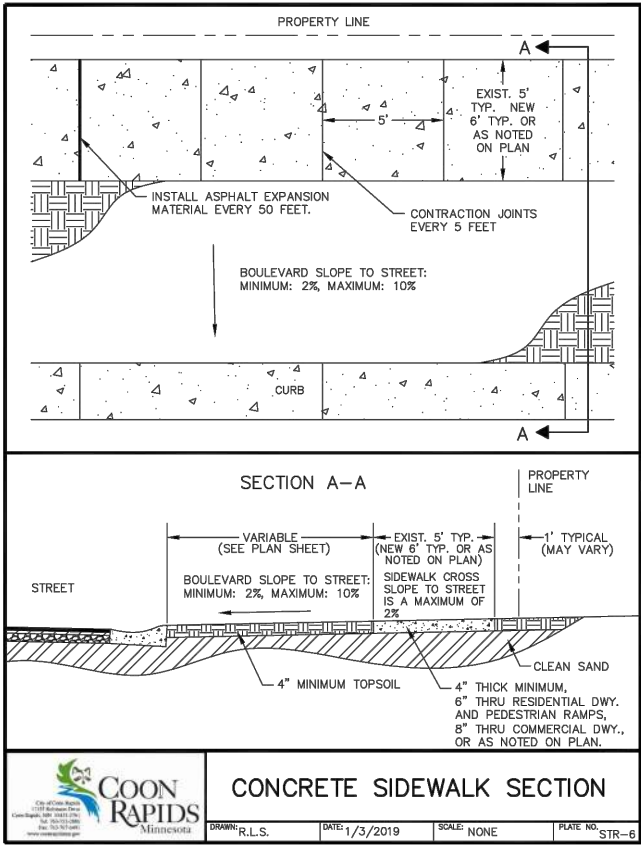 PROPERTY LINE
A
EXIST. 5'
TYP. NEW
6' TYP. OR
AS NOTED
ON PLAN
5'
INSTALL ASPHALT EXPANSION
MATERIAL EVERY 50 FEET.
CONTRACTION JOINTS
EVERY 5 FEET
BOULEVARD SLOPE TO STREET:
MINIMUM: 2%, MAXIMUM: 10%
CURB
A
SECTION A-A
PROPERTY
LINE
VARIABLE
(SEE PLAN SHEET)
EXIST. 5' TYP.
(NEW 6' TYP. OR AS
NOTED ON PLAN)
1' TYPICAL
(MAY VARY)
STREET
BOULEVARD SLOPE TO STREET:
MINIMUM: 2%, MAXIMUM: 10%
SIDEWALK CROSS
SLOPE TO STREET
IS A MAXIMUM OF
2%
CLEAN SAND
4" MINIMUM TOPSOIL
4" THICK MINIMUM,
6" THRU RESIDENTIAL DWY.
AND PEDESTRIAN RAMPS,
8" THRU COMMERCIAL DWY.,
OR AS NOTED ON PLAN.
COON
RAPIDS
Minnesota
City of Coon Rapids
CONCRETE SIDEWALK SECTION
DRAWN: R.L.S.
DATE: 1/3/2019
SCALE: NONE
PLATE NO. STR-6